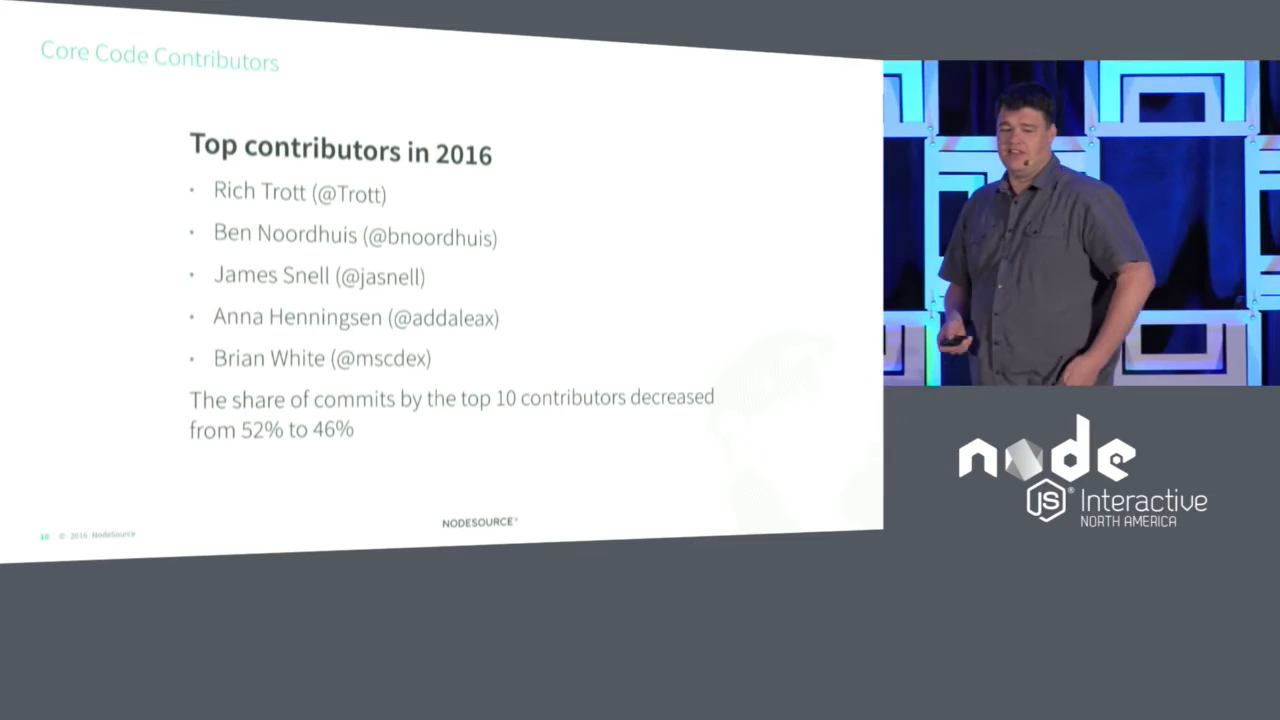 Core Code Contributors
Top contributors in 2016
• Rich Trott (@Trott)
• Ben Noordhuis (@bnoordhuis)
• James Snell (@jasnell)
• Anna Henningsen (@addaleax)
• Brian White (@mscdex)
The share of commits by the top 10 contributors decreased
from 52% to 46%
NODESOURCE®
© 2016 NodeSource
node
JS® Interactive
NORTH AMERICA